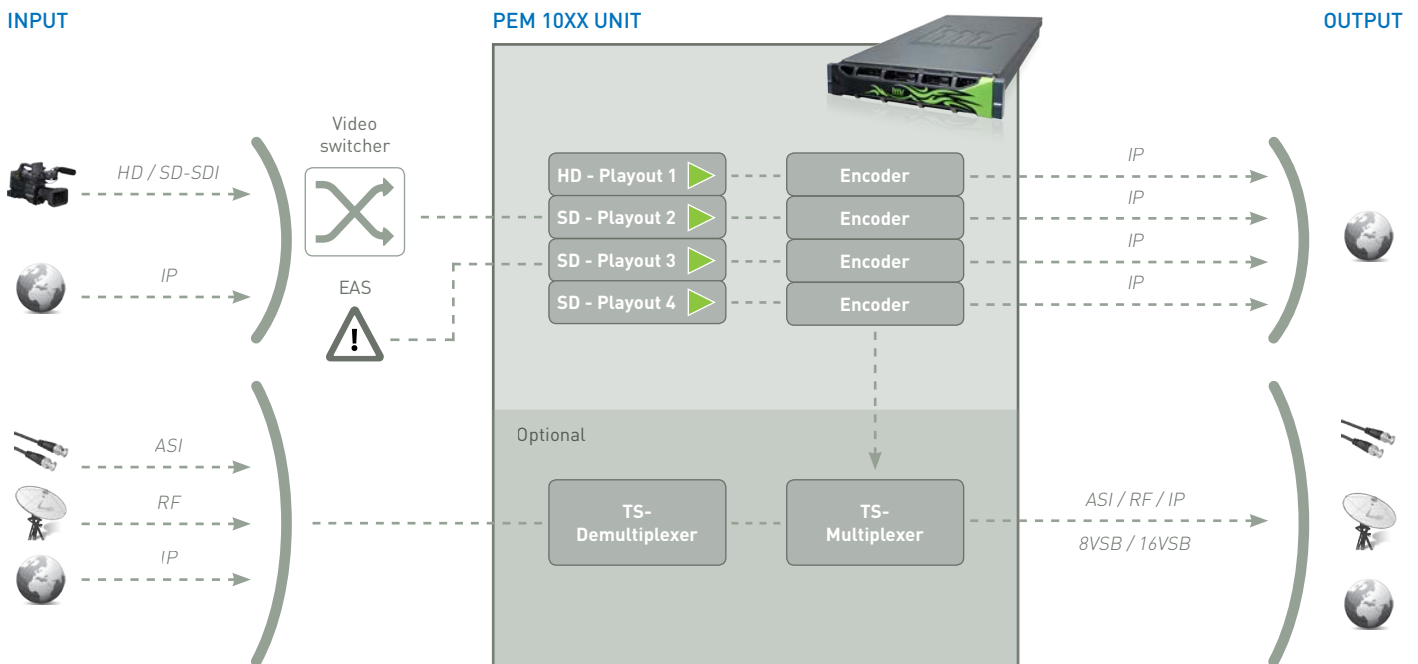 INPUT
PEM 10XX UNIT
OUTPUT
Video
switcher
HD / SD-SDI
IP
EAS
!
HD - Playout 1
Encoder
IP
SD - Playout 2
Encoder
IP
SD - Playout 3
Encoder
IP
SD - Playout 4
Encoder
IP
Optional
ASI
RF
IP
TS-
Demultiplexer
TS-
Multiplexer
ASI / RF / IP
8VSB / 16VSB